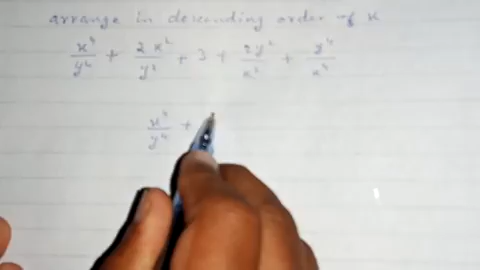 arrange in descending order of x
x⁴/y⁴ + 2x²/y² + 3 + 2y²/x² + y⁴/x⁴
x⁴/y⁴ +